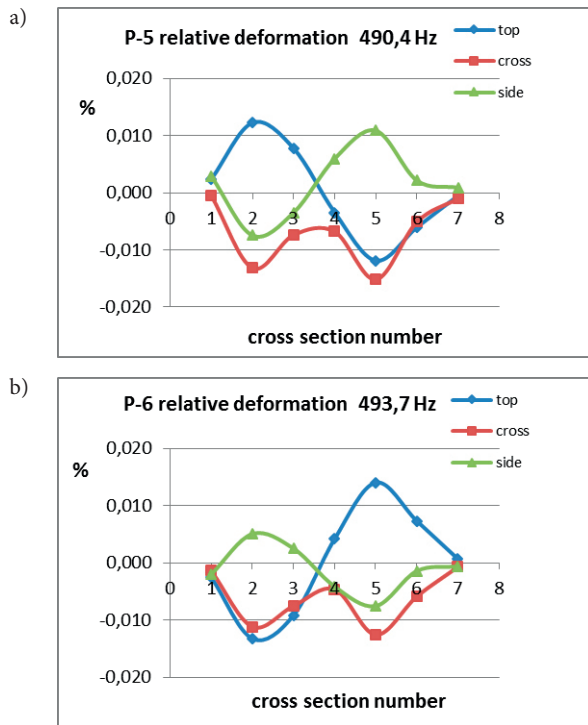 a)
P-5 relative deformation 490,4 Hz
top
cross
side
%
0,020
0,010
0,000
-0,010
-0,020
0 1 2 3 4 5 6 7 8
cross section number
b)
P-6 relative deformation 493,7 Hz
top
cross
side
%
0,020
0,010
0,000
-0,010
-0,020
0 1 2 3 4 5 6 7 8
cross section number